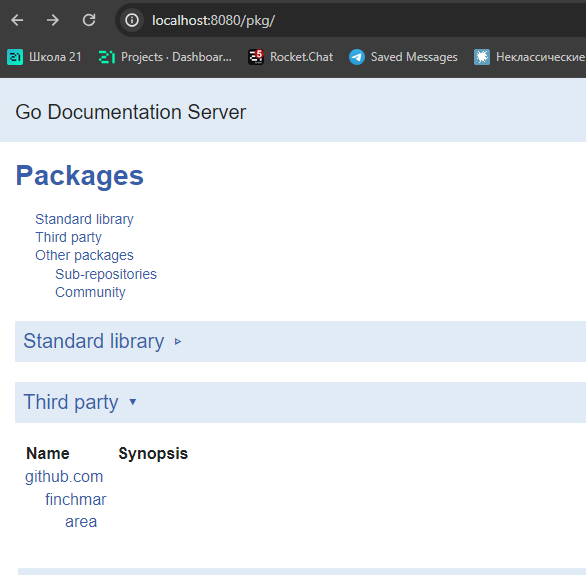 localhost:8080/pkg/
Школа 21 Projects · Dashboar... Rocket.Chat Saved Messages Неклассические
Go Documentation Server
Packages
Standard library
Third party
Other packages
Sub-repositories
Community
Standard library ▹
Third party ▾
Name Synopsis
github.com
finchmar
area